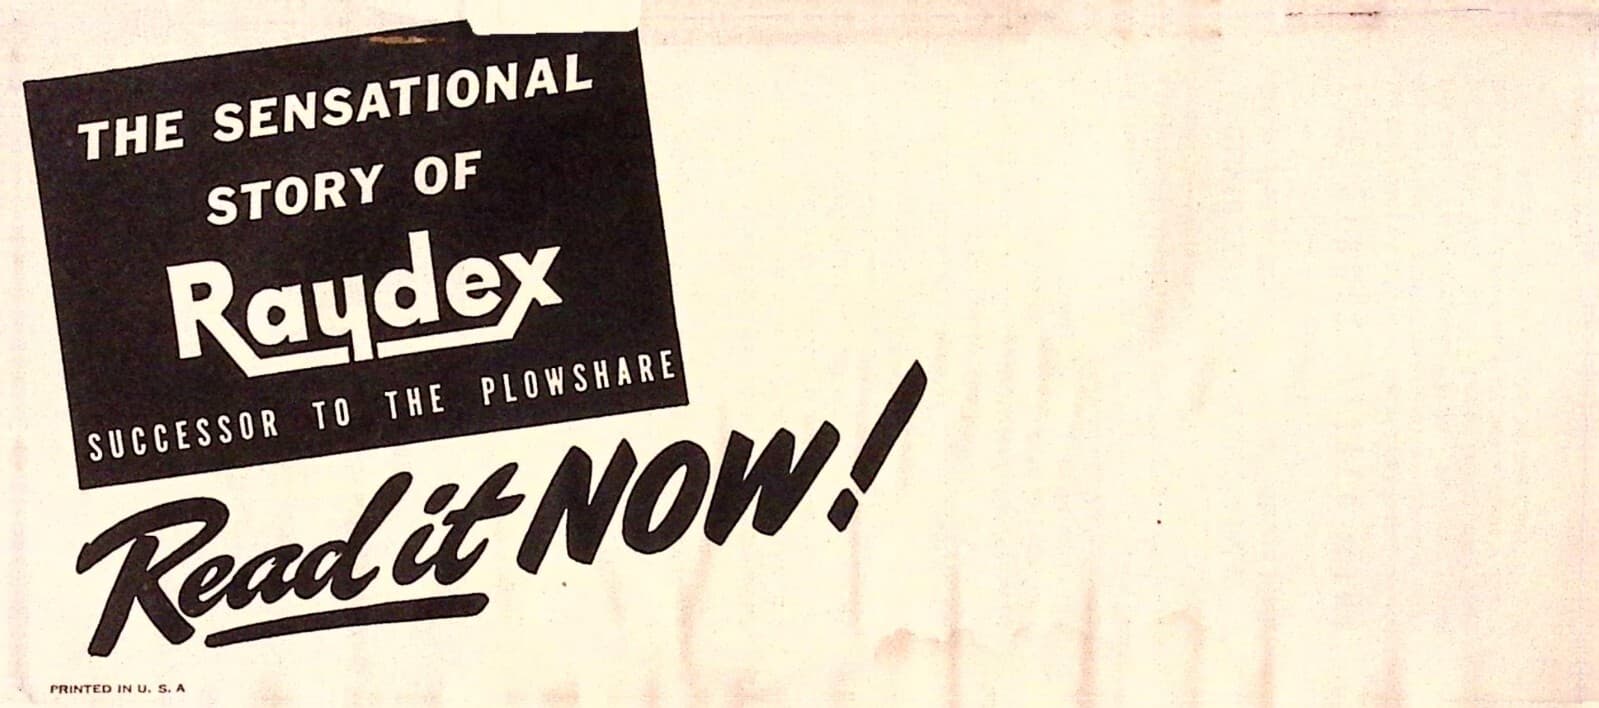 THE SENSATIONAL
STORY OF
Raydex
SUCCESSOR TO THE PLOWSHARE
Read it NOW!
PRINTED IN U. S. A